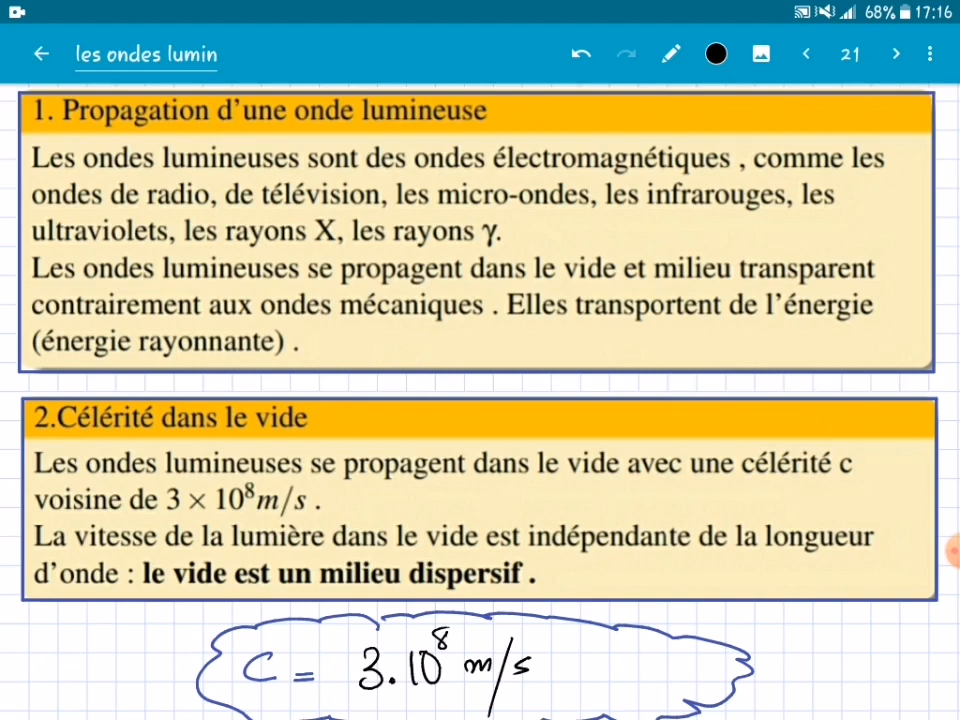 68% 17:16
les ondes lumin
21
1. Propagation d'une onde lumineuse
Les ondes lumineuses sont des ondes électromagnétiques , comme les
ondes de radio, de télévision, les micro-ondes, les infrarouges, les
ultraviolets, les rayons X, les rayons γ.
Les ondes lumineuses se propagent dans le vide et milieu transparent
contrairement aux ondes mécaniques . Elles transportent de l'énergie
(énergie rayonnante) .
2.Célérité dans le vide
Les ondes lumineuses se propagent dans le vide avec une célérité c
voisine de 3 × 10⁸m/s .
La vitesse de la lumière dans le vide est indépendante de la longueur
d'onde : le vide est un milieu dispersif .
C = 3.10⁸ m/s